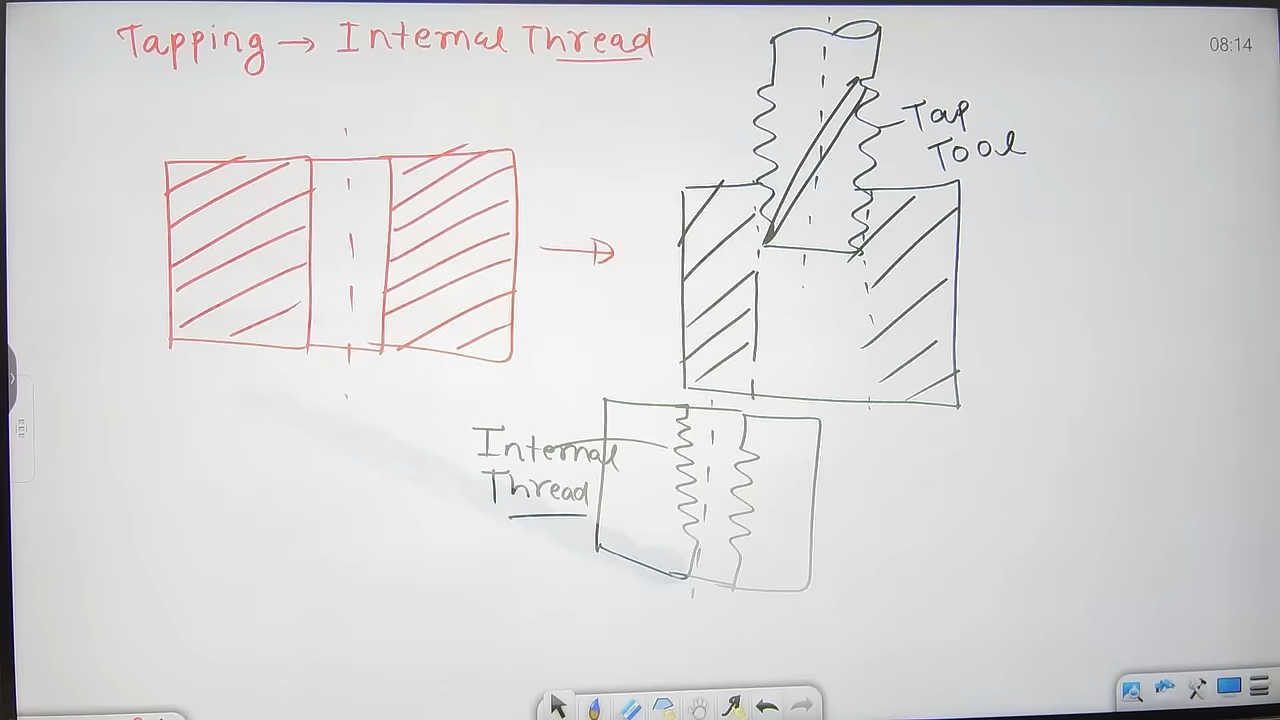 Tapping → Internal Thread
08:14
Tap
Tool
Internal
Thread